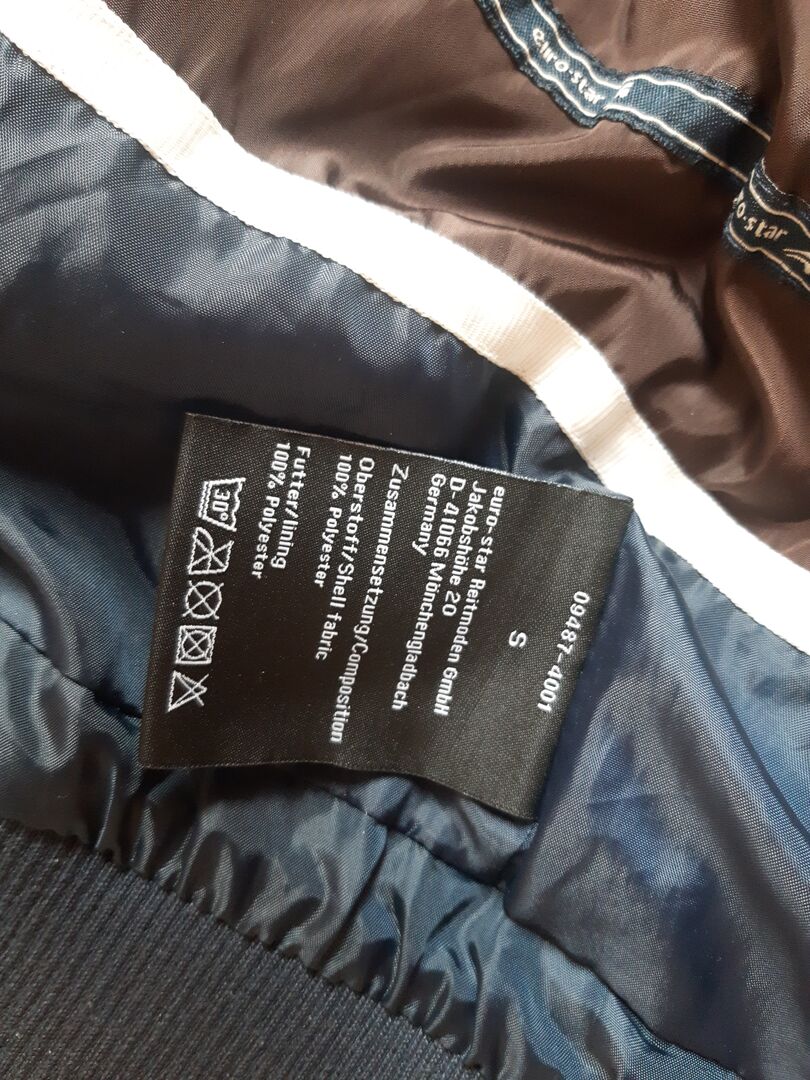 euro·star
ro·star
09487-4001
S
euro-star Reitmoden GmbH
Jakobshöhe 20
D-41066 Mönchengladbach
Germany
Zusammensetzung/Composition
Oberstoff/Shell fabric
100% Polyester
Futter/lining
100% Polyester
30°